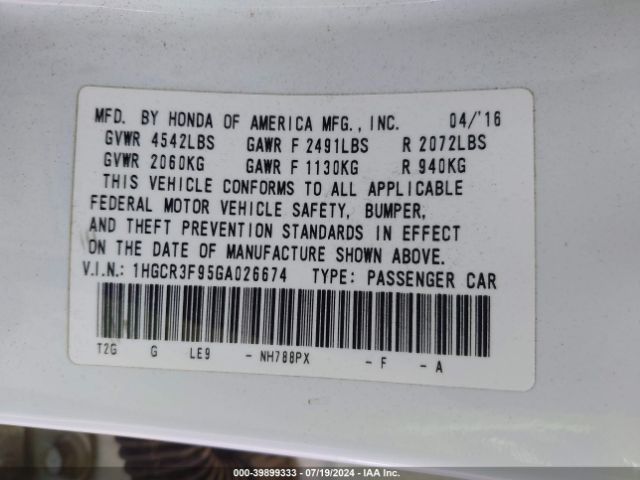 MFD. BY HONDA OF AMERICA MFG., INC. 04/'16
GVWR 4542LBS GAWR F 2491LBS R 2072LBS
GVWR 2060KG GAWR F 1130KG R 940KG
THIS VEHICLE CONFORMS TO ALL APPLICABLE
FEDERAL MOTOR VEHICLE SAFETY, BUMPER,
AND THEFT PREVENTION STANDARDS IN EFFECT
ON THE DATE OF MANUFACTURE SHOWN ABOVE.
V.I.N.: 1HGCR3F95GA026674 TYPE: PASSENGER CAR
T2G G LE9 - NH788PX - F - A
000-39899333 - 07/19/2024 - IAA Inc.